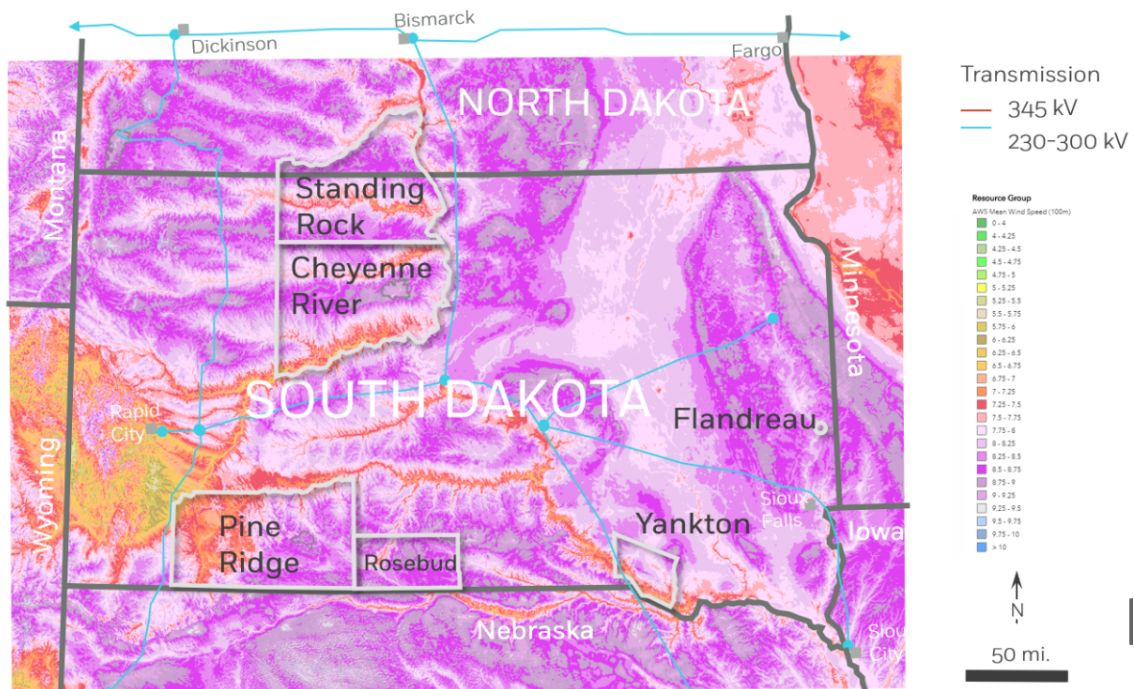 Bismarck
Dickinson
Fargo
NORTH DAKOTA
Montana
Standing
Rock
Cheyenne
River
Minnesota
SOUTH DAKOTA
Rapid
City
Flandreau
Wyoming
Pine
Ridge
Rosebud
Yankton
Sioux
Falls
Iowa
Nebraska
Sioux
City
Transmission
345 kV
230-300 kV
Resource Group
AWS Mean Wind Speed (100m)
0 - 4
4 - 4.25
4.25 - 4.5
4.5 - 4.75
4.75 - 5
5 - 5.25
5.25 - 5.5
5.5 - 5.75
5.75 - 6
6 - 6.25
6.25 - 6.5
6.5 - 6.75
6.75 - 7
7 - 7.25
7.25 - 7.5
7.5 - 7.75
7.75 - 8
8 - 8.25
8.25 - 8.5
8.5 - 8.75
8.75 - 9
9 - 9.25
9.25 - 9.5
9.5 - 9.75
9.75 - 10
> 10
N
50 mi.